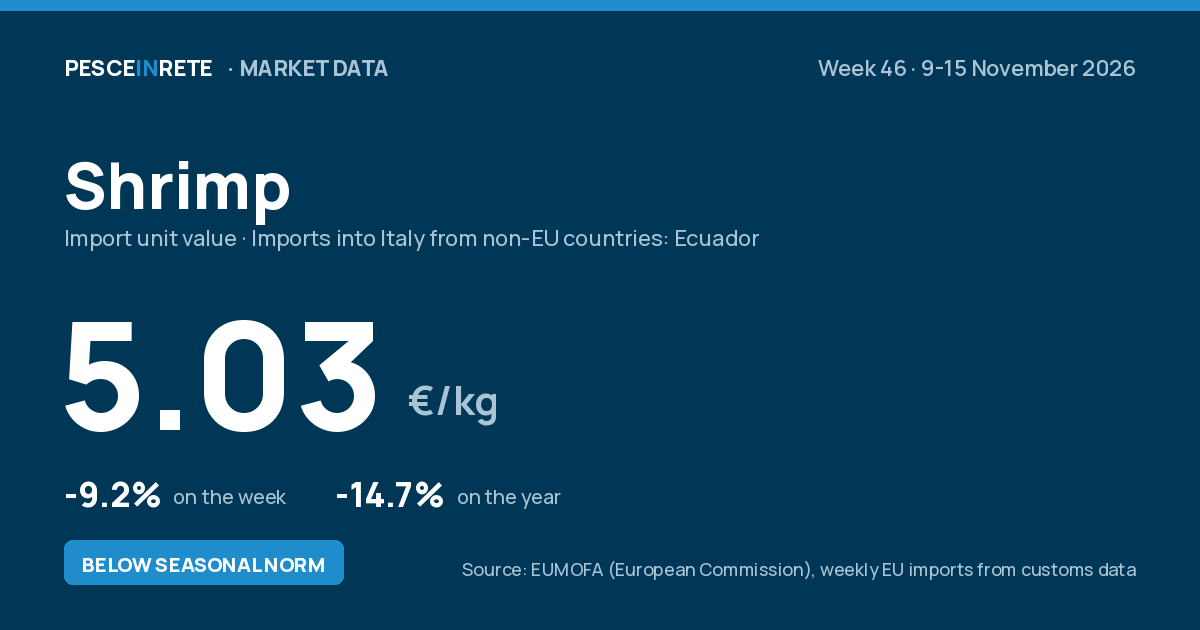 PESCEINRETE · MARKET DATA
Week 46 · 9-15 November 2026
Shrimp
Import unit value · Imports into Italy from non-EU countries: Ecuador
5.03 €/kg
-9.2% on the week -14.7% on the year
BELOW SEASONAL NORM
Source: EUMOFA (European Commission), weekly EU imports from customs data